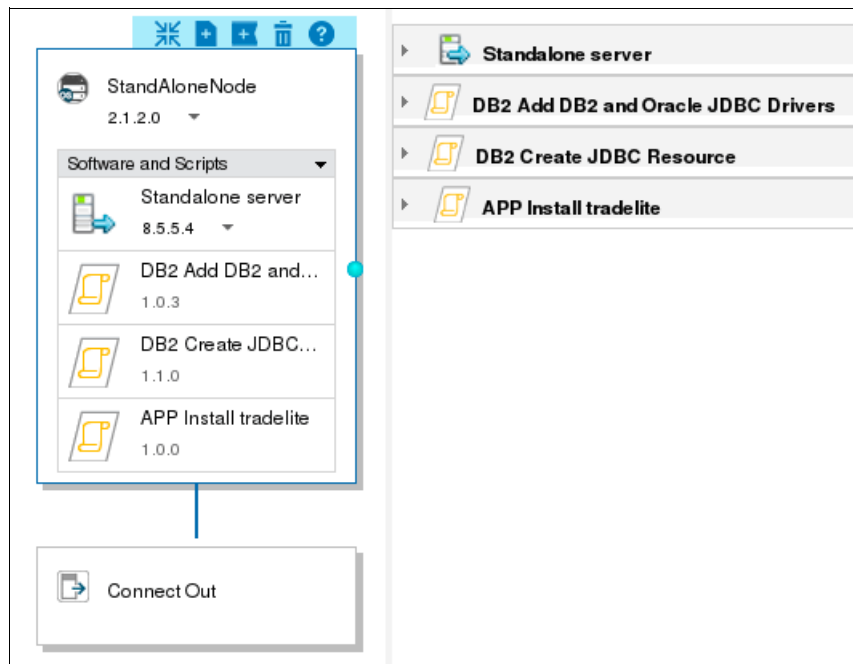 StandAloneNode
2.1.2.0
Software and Scripts
Standalone server
8.5.5.4
DB2 Add DB2 and...
1.0.3
DB2 Create JDBC...
1.1.0
APP Install tradelite
1.0.0
Connect Out
Standalone server
DB2 Add DB2 and Oracle JDBC Drivers
DB2 Create JDBC Resource
APP Install tradelite